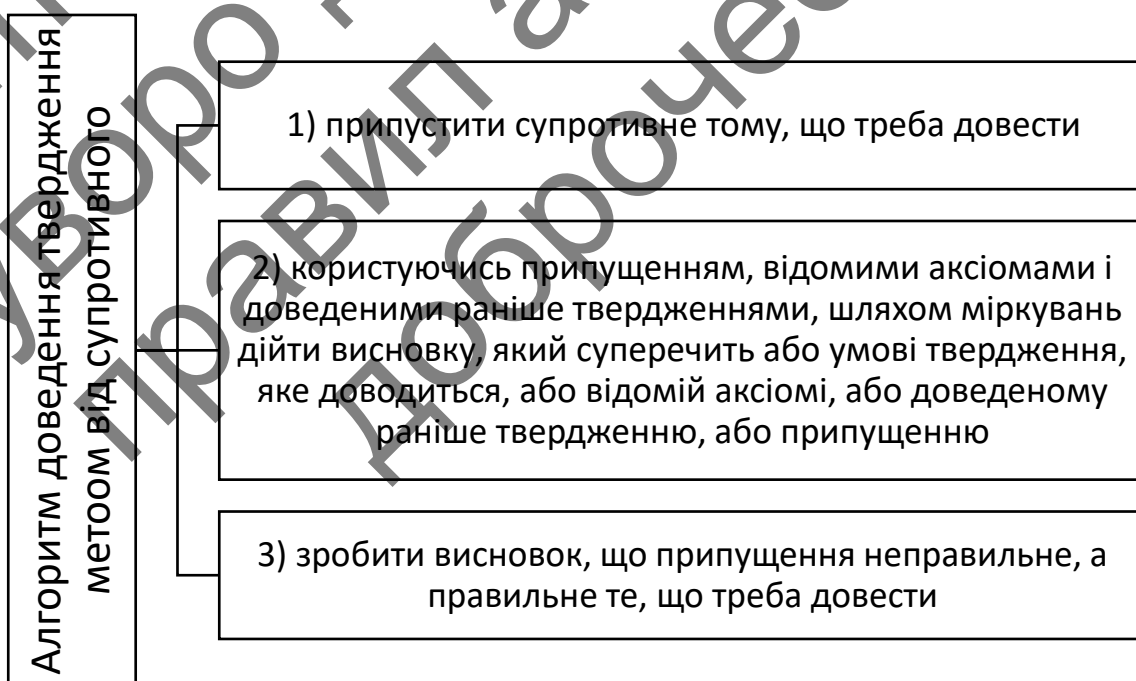 Алгоритм доведення твердження
метоом від супротивного
1) припустити супротивне тому, що треба довести
2) користуючись припущенням, відомими аксіомами і
доведеними раніше твердженнями, шляхом міркувань
дійти висновку, який суперечить або умові твердження,
яке доводиться, або відомій аксіомі, або доведеному
раніше твердженню, або припущенню
3) зробити висновок, що припущення неправильне, а
правильне те, що треба довести
правил